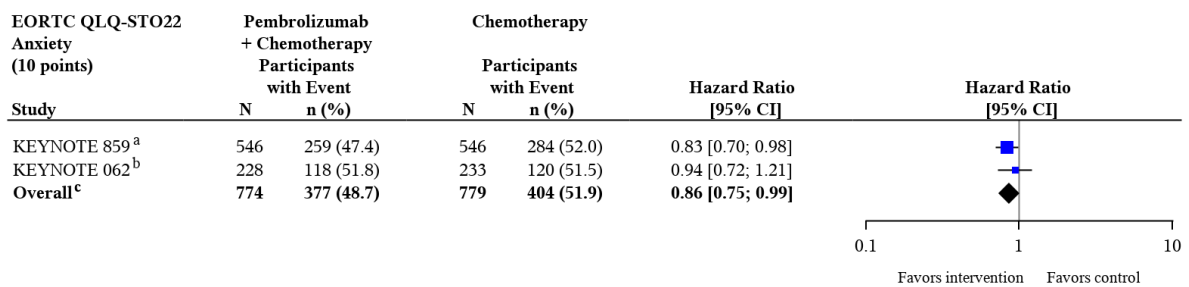 EORTC QLQ-STO22 Pembrolizumab Chemotherapy
Anxiety + Chemotherapy
(10 points) Participants Participants
with Event with Event Hazard Ratio Hazard Ratio
Study N n (%) N n (%) [95% CI] [95% CI]
KEYNOTE 859 a 546 259 (47.4) 546 284 (52.0) 0.83 [0.70; 0.98]
KEYNOTE 062 b 228 118 (51.8) 233 120 (51.5) 0.94 [0.72; 1.21]
Overall c 774 377 (48.7) 779 404 (51.9) 0.86 [0.75; 0.99]
0.1 1 10
Favors intervention Favors control